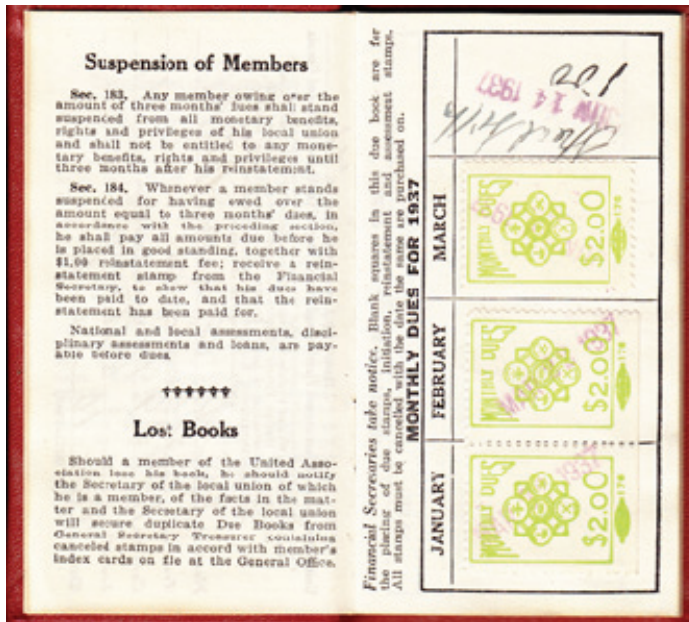 Suspension of Members
Sec. 183. Any member owing over the
amount of three months' dues shall stand
suspended from all monetary benefits,
rights and privileges of his local union
and shall not be entitled to any mone-
tary benefits, rights and privileges until
three months after his reinstatement.
Sec. 184. Whenever a member stands
suspended for having owed over the
amount equal to three months' dues, in
accordance with the preceding section,
he shall pay all amounts due before he
is placed in good standing, together with
$1.00 reinstatement fee; receive a rein-
statement stamp from the Financial
Secretary, to show that his dues have
been paid to date, and that the rein-
statement has been paid for.
National and local assessments, disci-
plinary assessments and loans, are pay-
able before dues.
Lost Books
Should a member of the United Asso-
ciation lose his book, he should notify
the Secretary of the local union of which
he is a member, of the facts in the mat-
ter and the Secretary of the local union
will secure duplicate Due Books from
General Secretary Treasurer containing
canceled stamps in accord with member's
index cards on file at the General Office.
Financial Secresaries take notice. Blank squares in this due book are for
the placing of due stamps, initiation, reinstatement and assessment stamps.
All stamps must be cancelled with the date the same are purchased on.
MONTHLY DUES FOR 1937
JANUARY
MONTHLY DUES
1937
$2.00
176
FEBRUARY
MONTHLY DUES
MAR 1937
$2.00
176
MARCH
MONTHLY DUES
$2.00
176
JUN 14 1937
1.00